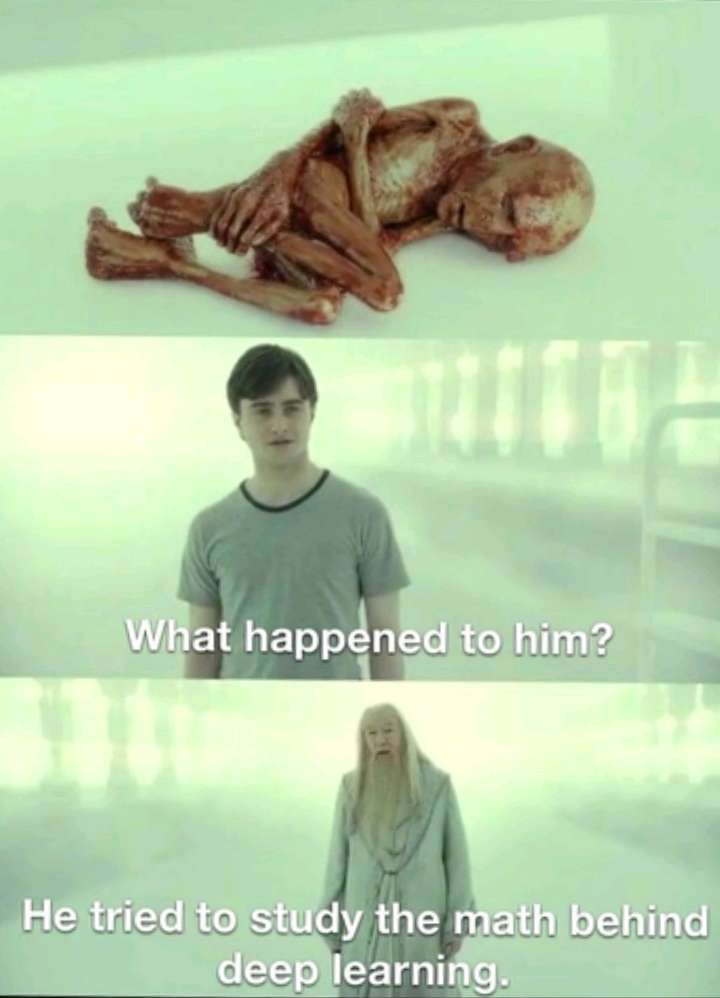 What happened to him?
He tried to study the math behind
deep learning.